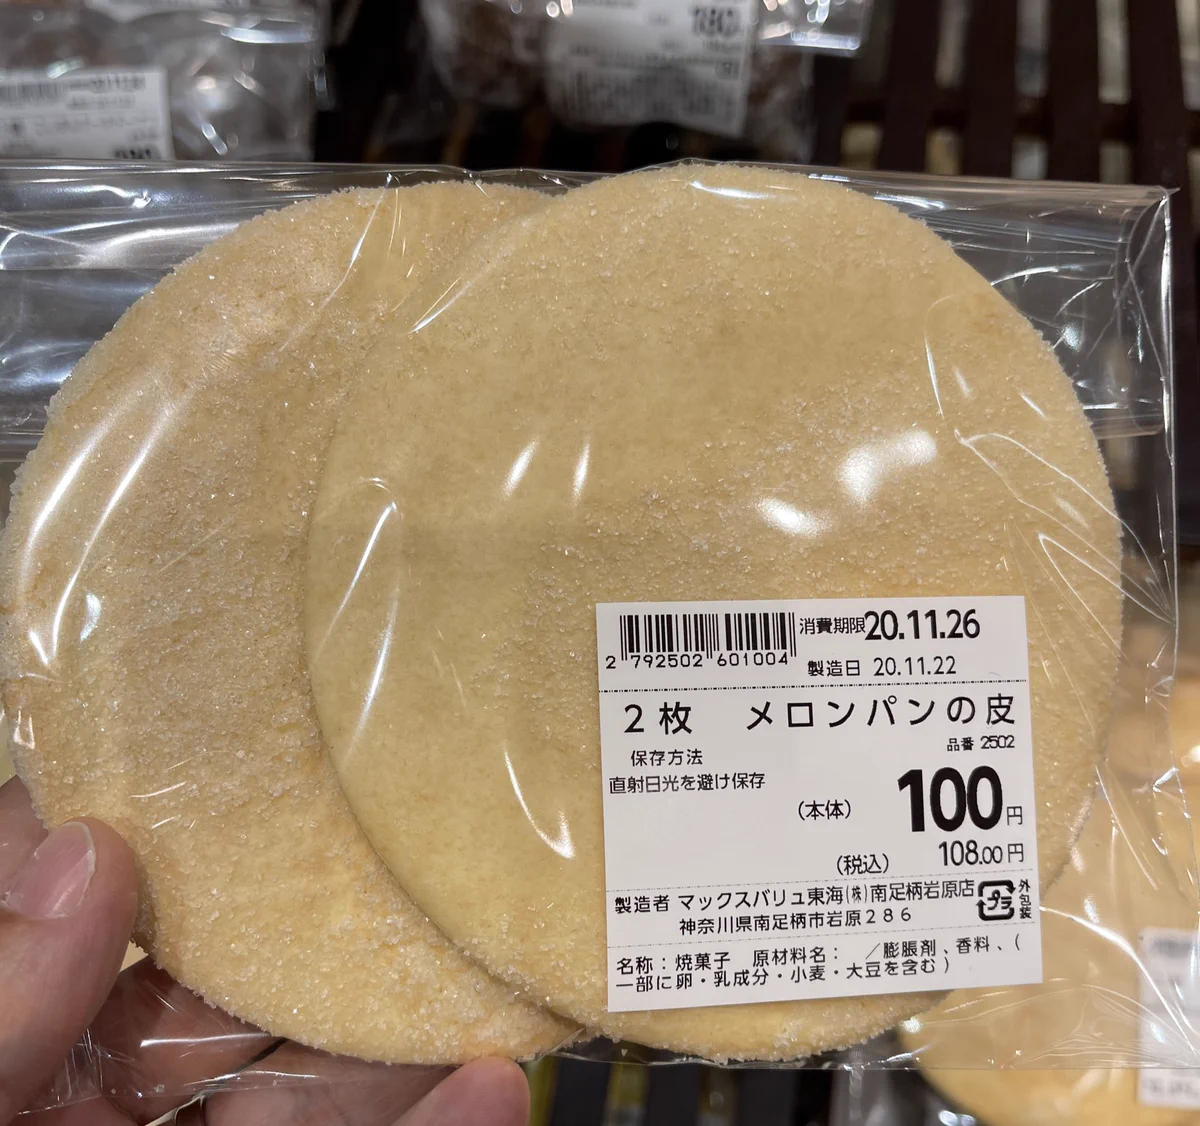 180
消費期限20.11.26
2 792502 601004
製造日 20.11.22
2枚 メロンパンの皮
品番 2502
保存方法
直射日光を避け保存
(本体) 100円
(税込) 108.00円
製造者 マックスバリュ東海(株)南足柄岩原店
神奈川県南足柄市岩原286
プラ 外包装
名称:焼菓子 原材料名: /膨脹剤、香料、(
一部に卵・乳成分・小麦・大豆を含む)